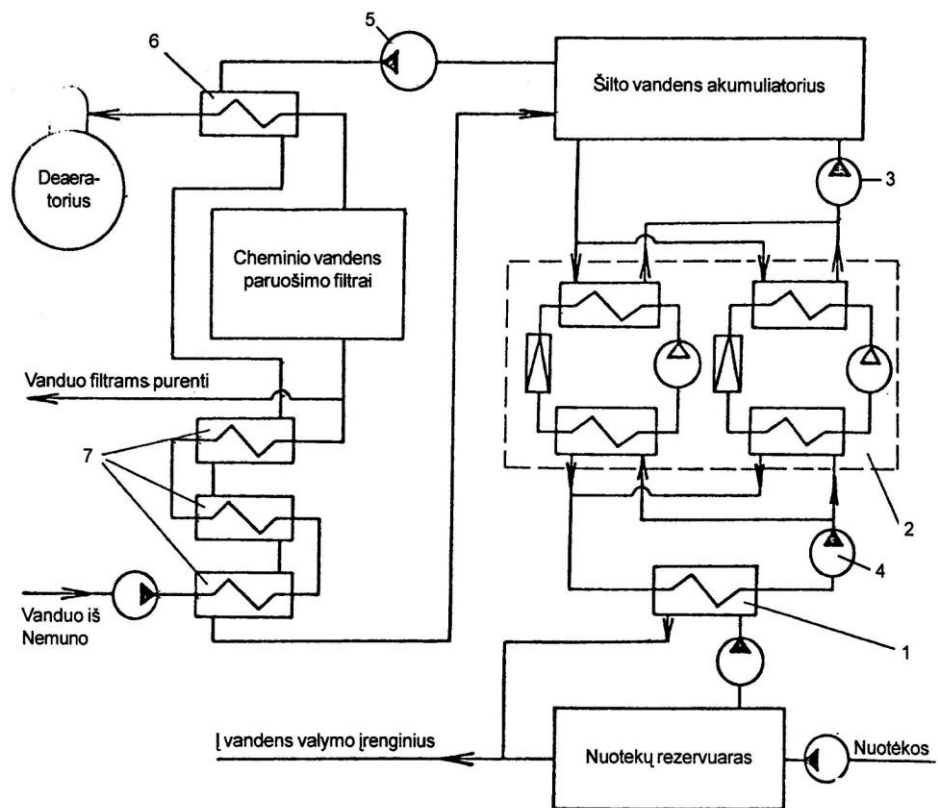 5
6
Šilto vandens akumuliatorius
3
Deaera-
torius
Cheminio vandens
paruošimo filtrai
Vanduo filtrams purenti
7
2
4
Vanduo iš
Nemuno
1
Į vandens valymo įrenginius
Nuotekų rezervuaras
Nuotėkos